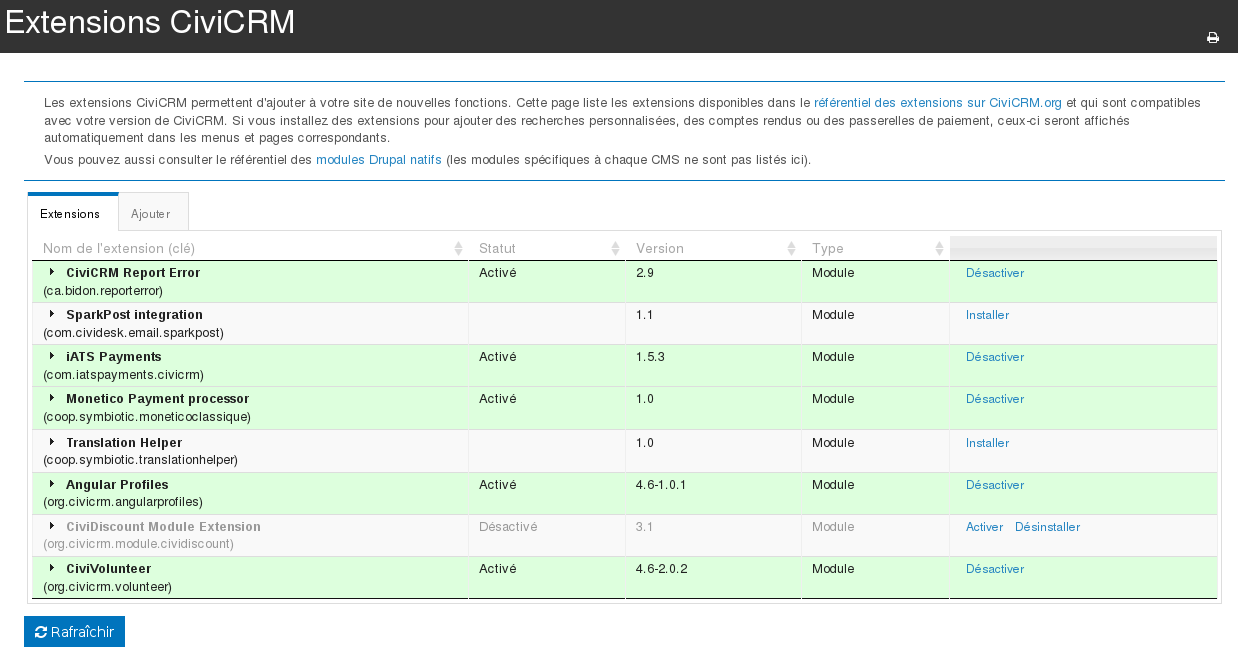 Extensions CiviCRM
Les extensions CiviCRM permettent d'ajouter à votre site de nouvelles fonctions. Cette page liste les extensions disponibles dans le référentiel des extensions sur CiviCRM.org et qui sont compatibles
avec votre version de CiviCRM. Si vous installez des extensions pour ajouter des recherches personnalisées, des comptes rendus ou des passerelles de paiement, ceux-ci seront affichés
automatiquement dans les menus et pages correspondants.
Vous pouvez aussi consulter le référentiel des modules Drupal natifs (les modules spécifiques à chaque CMS ne sont pas listés ici).
Extensions Ajouter
Nom de l'extension (clé) Statut Version Type
CiviCRM Report Error Activé 2.9 Module Désactiver
(ca.bidon.reporterror)
SparkPost integration 1.1 Module Installer
(com.cividesk.email.sparkpost)
iATS Payments Activé 1.5.3 Module Désactiver
(com.iatspayments.civicrm)
Monetico Payment processor Activé 1.0 Module Désactiver
(coop.symbiotic.moneticoclassique)
Translation Helper 1.0 Module Installer
(coop.symbiotic.translationhelper)
Angular Profiles Activé 4.6-1.0.1 Module Désactiver
(org.civicrm.angularprofiles)
CiviDiscount Module Extension Désactivé 3.1 Module Activer Désinstaller
(org.civicrm.module.cividiscount)
CiviVolunteer Activé 4.6-2.0.2 Module Désactiver
(org.civicrm.volunteer)
Rafraîchir